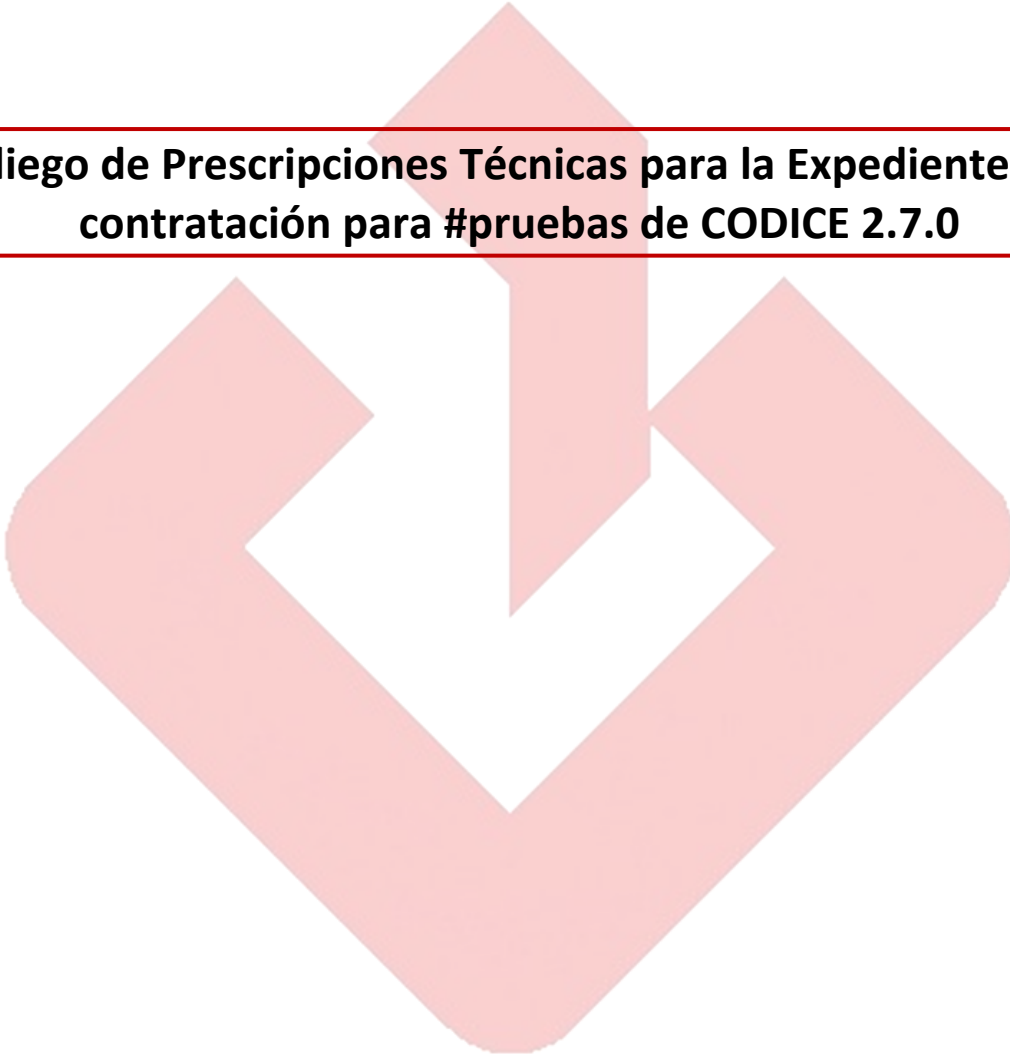 liego de Prescripciones Técnicas para la Expediente
contratación para #pruebas de CODICE 2.7.0